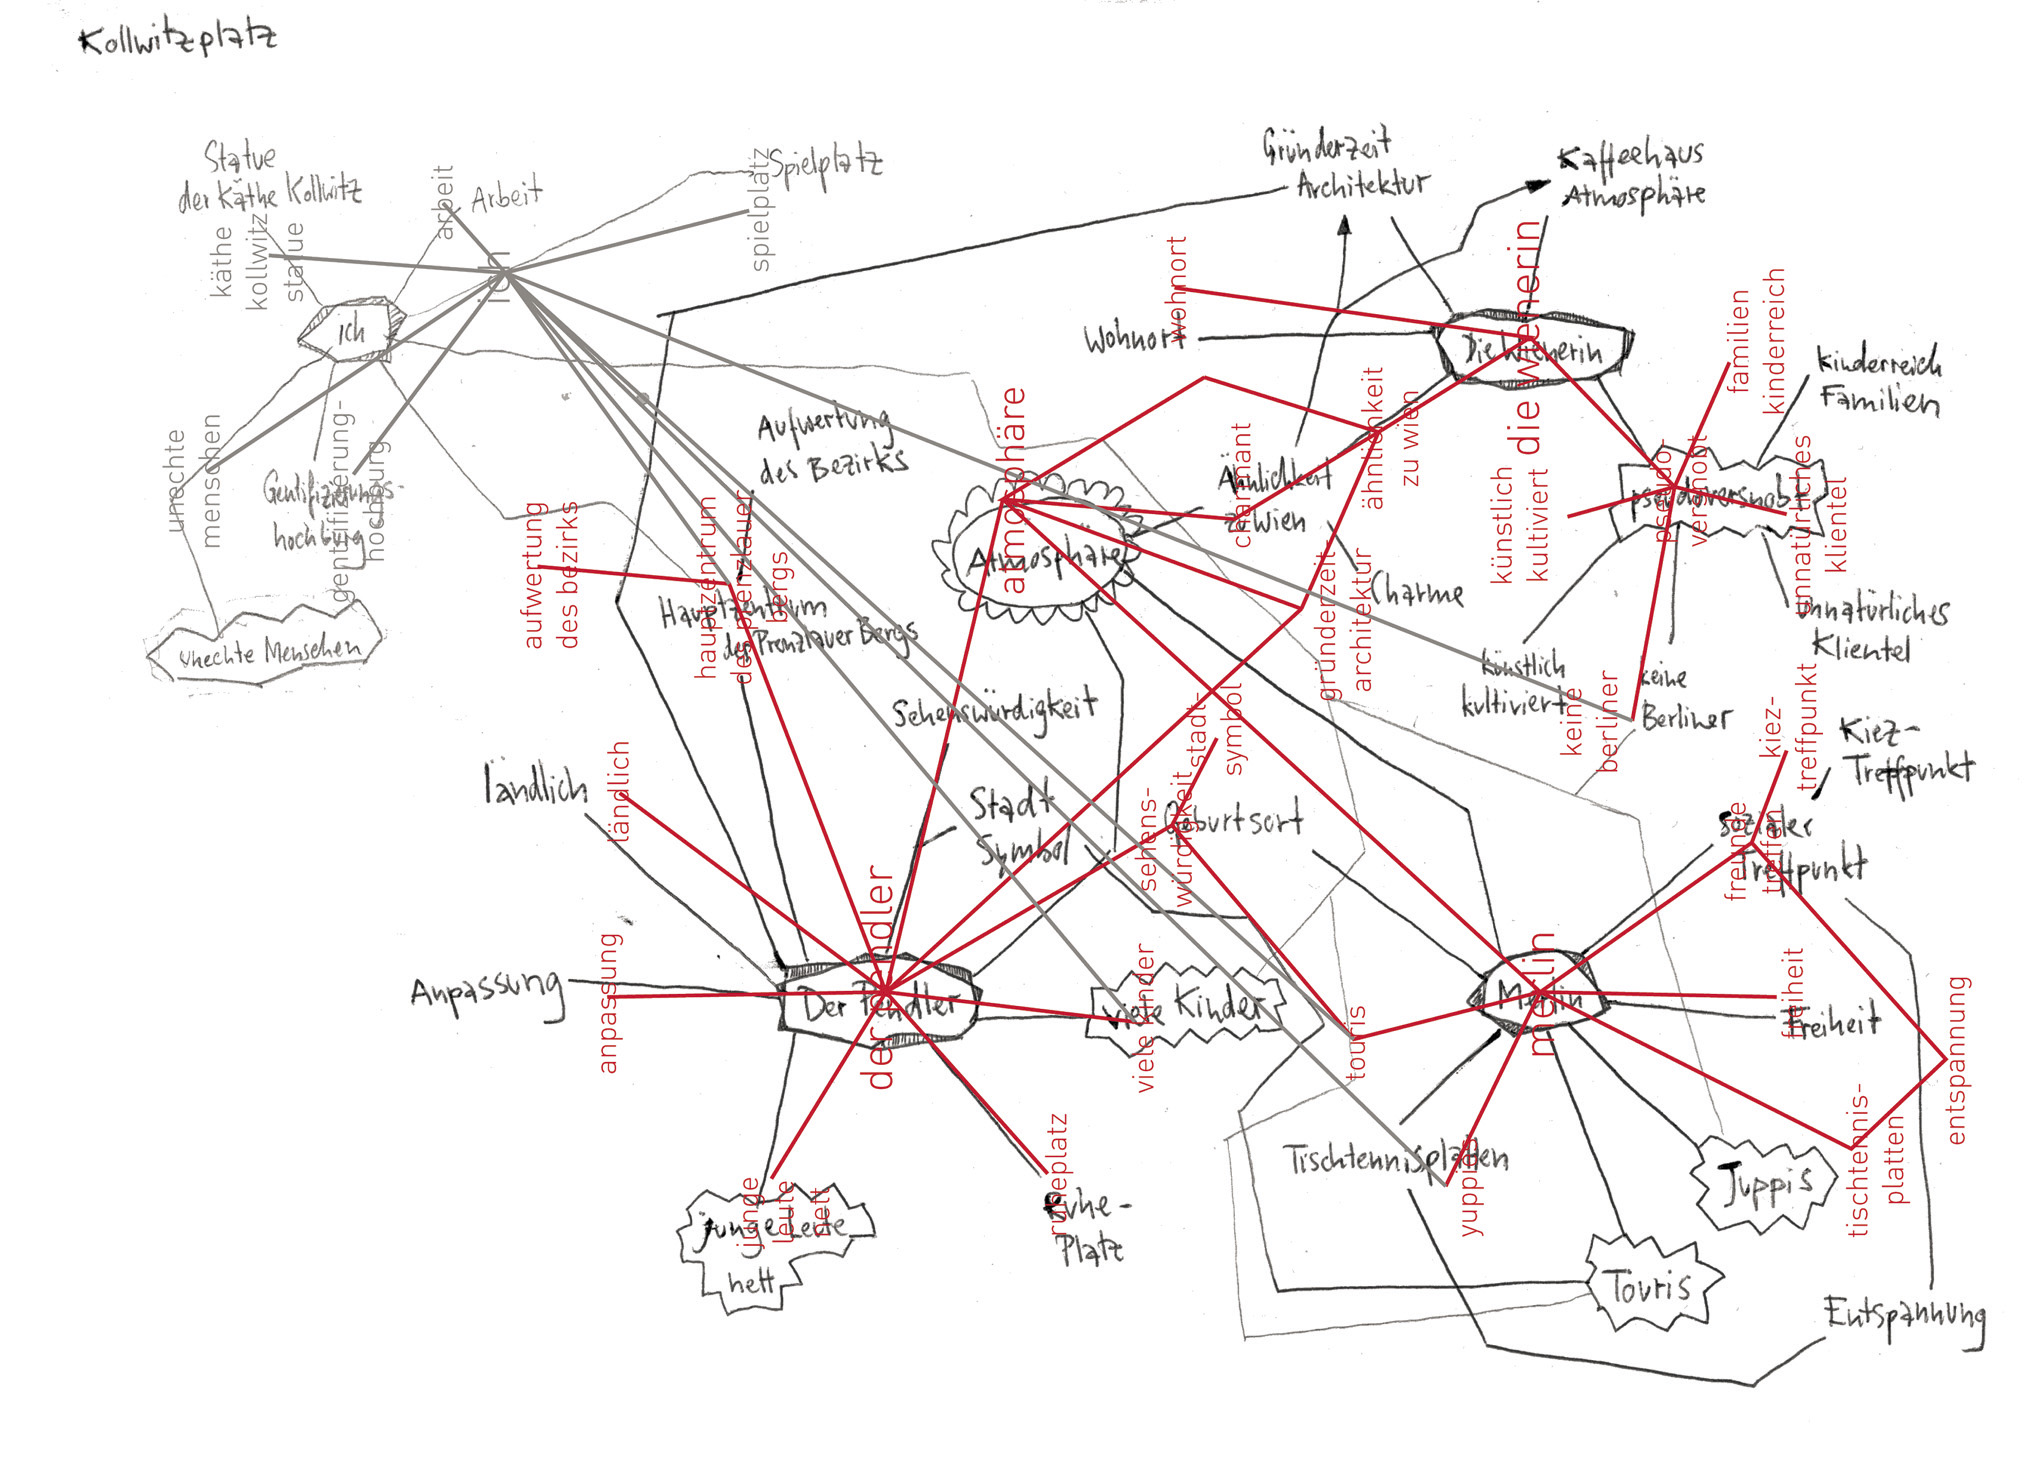 Kollwitzplatz
Statue
der Käthe Kollwitz
Arbeit
Spielplatz
käthe
kollwitz
statue
arbeit
spielplatz
ich
ich
unechte
menschen
gentifizierung-
hochburg
Gentifizierungs-
hochburg
unechte Menschen
Gründerzeit
Architektur
Kaffeehaus
Atmosphäre
Wohnort
wohnort
Die Wienerin
die wienerin
familien
kinderreich
Kinderreich
Familien
Aufwertung
des Bezirks
aufwertung
des bezirks
hauptzentrum
des prenzlauer
bergs
Hauptzentrum
des Prenzlauer Bergs
atmosphäre
Atmosphäre
charmant
Ähnlichkeit
zu Wien
ähnlichkeit
zu wien
Charme
gründerzeit-
architektur
künstlich
kultiviert
pseudo-
versnobt
pseudoversnobt
unnatürliches
klientel
unnatürliches
Klientel
künstlich
kultiviert
keine
Berliner
keine
berliner
Sehenswürdigkeit
stadt-
symbol
sehens-
würdigkeit
Stadt
Symbol
Geburtsort
kiez-
treffpunkt
Kiez-
Treffpunkt
freunde
treffen
sozialer
Treffpunkt
ländlich
ländlich
Anpassung
anpassung
Der Pendler
der pendler
viele Kinder
viele kinder
touris
Merlin
merlin
freiheit
Freiheit
entspannung
tischtennis-
platten
Tischtennisplatten
yuppies
Juppis
Touris
Entspannung
junge
leute
nett
junge Leute
nett
ruheplatz
Ruhe-
Platz